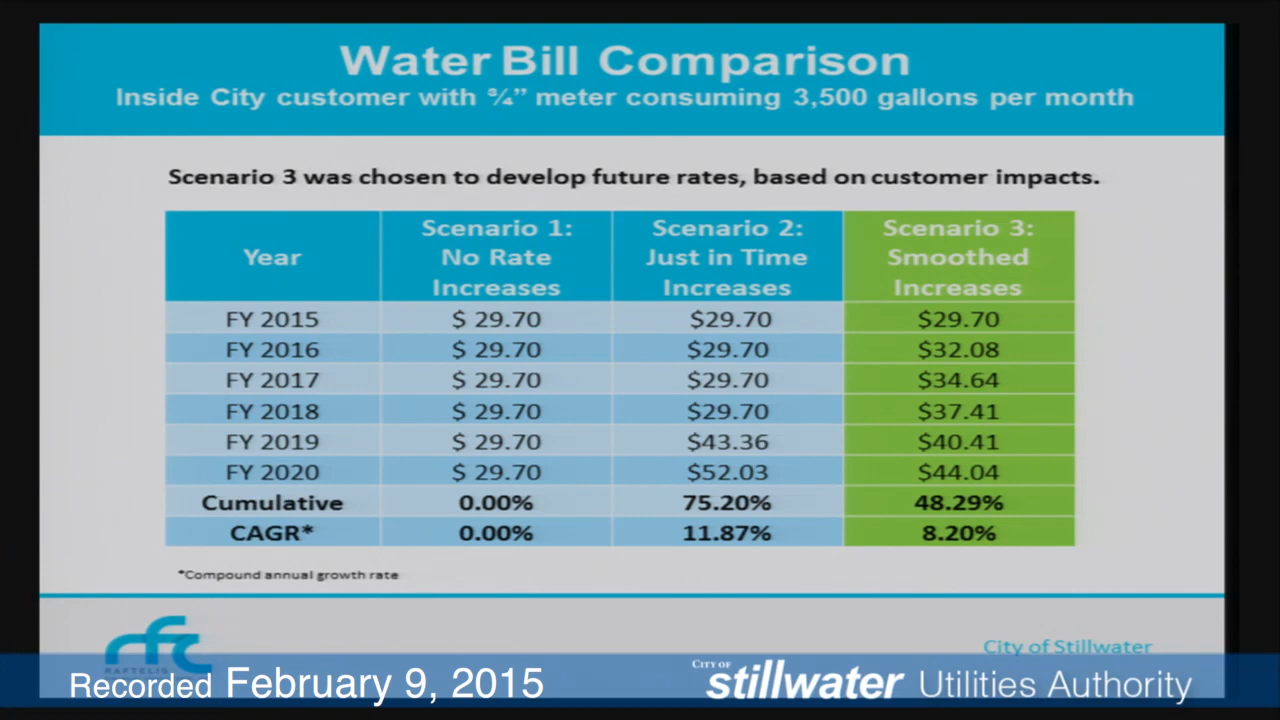 Water Bill Comparison
Inside City customer with ¾” meter consuming 3,500 gallons per month
Scenario 3 was chosen to develop future rates, based on customer impacts.
Year Scenario 1: No Rate Increases Scenario 2: Just in Time Increases Scenario 3: Smoothed Increases
FY 2015 $ 29.70 $29.70 $29.70
FY 2016 $ 29.70 $29.70 $32.08
FY 2017 $ 29.70 $29.70 $34.64
FY 2018 $ 29.70 $29.70 $37.41
FY 2019 $ 29.70 $43.36 $40.41
FY 2020 $ 29.70 $52.03 $44.04
Cumulative 0.00% 75.20% 48.29%
CAGR* 0.00% 11.87% 8.20%
*Compound annual growth rate
rfc
City of Stillwater
Recorded February 9, 2015
CITY OF stillwater Utilities Authority